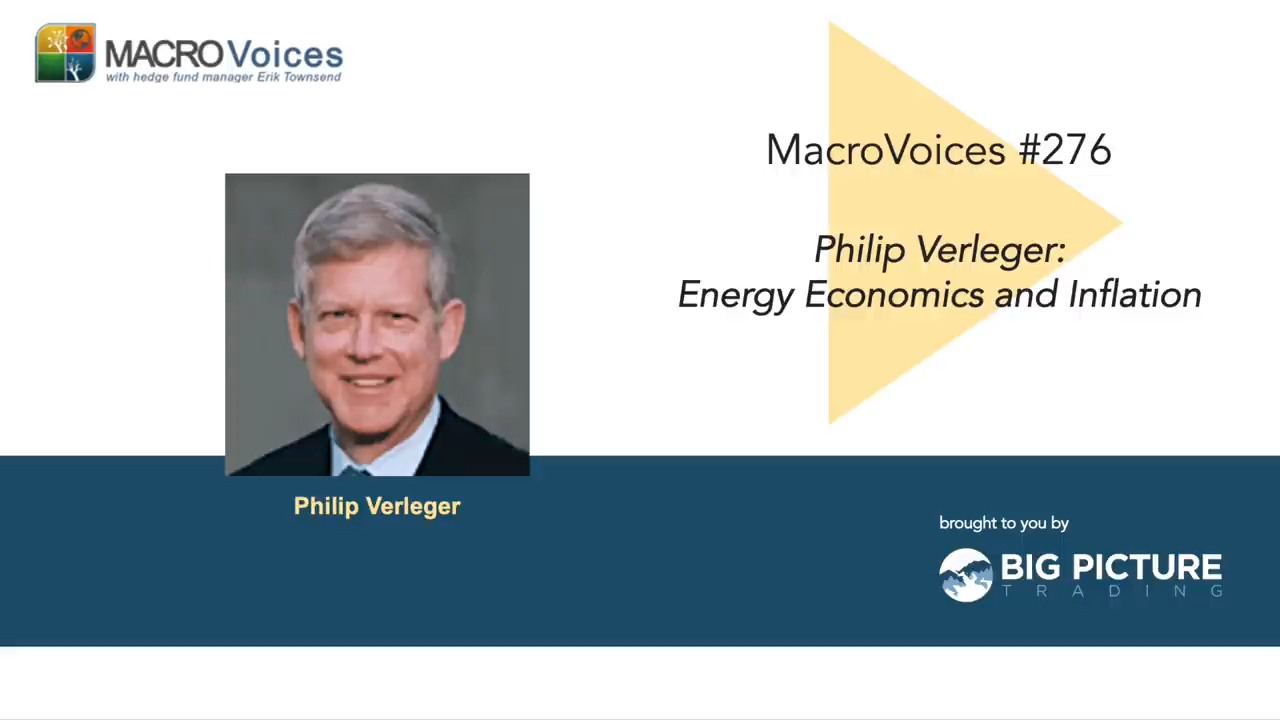 MACROVoices
with hedge fund manager Erik Townsend
MacroVoices #276
Philip Verleger:
Energy Economics and Inflation
Philip Verleger
brought to you by
BIG PICTURE
TRADING